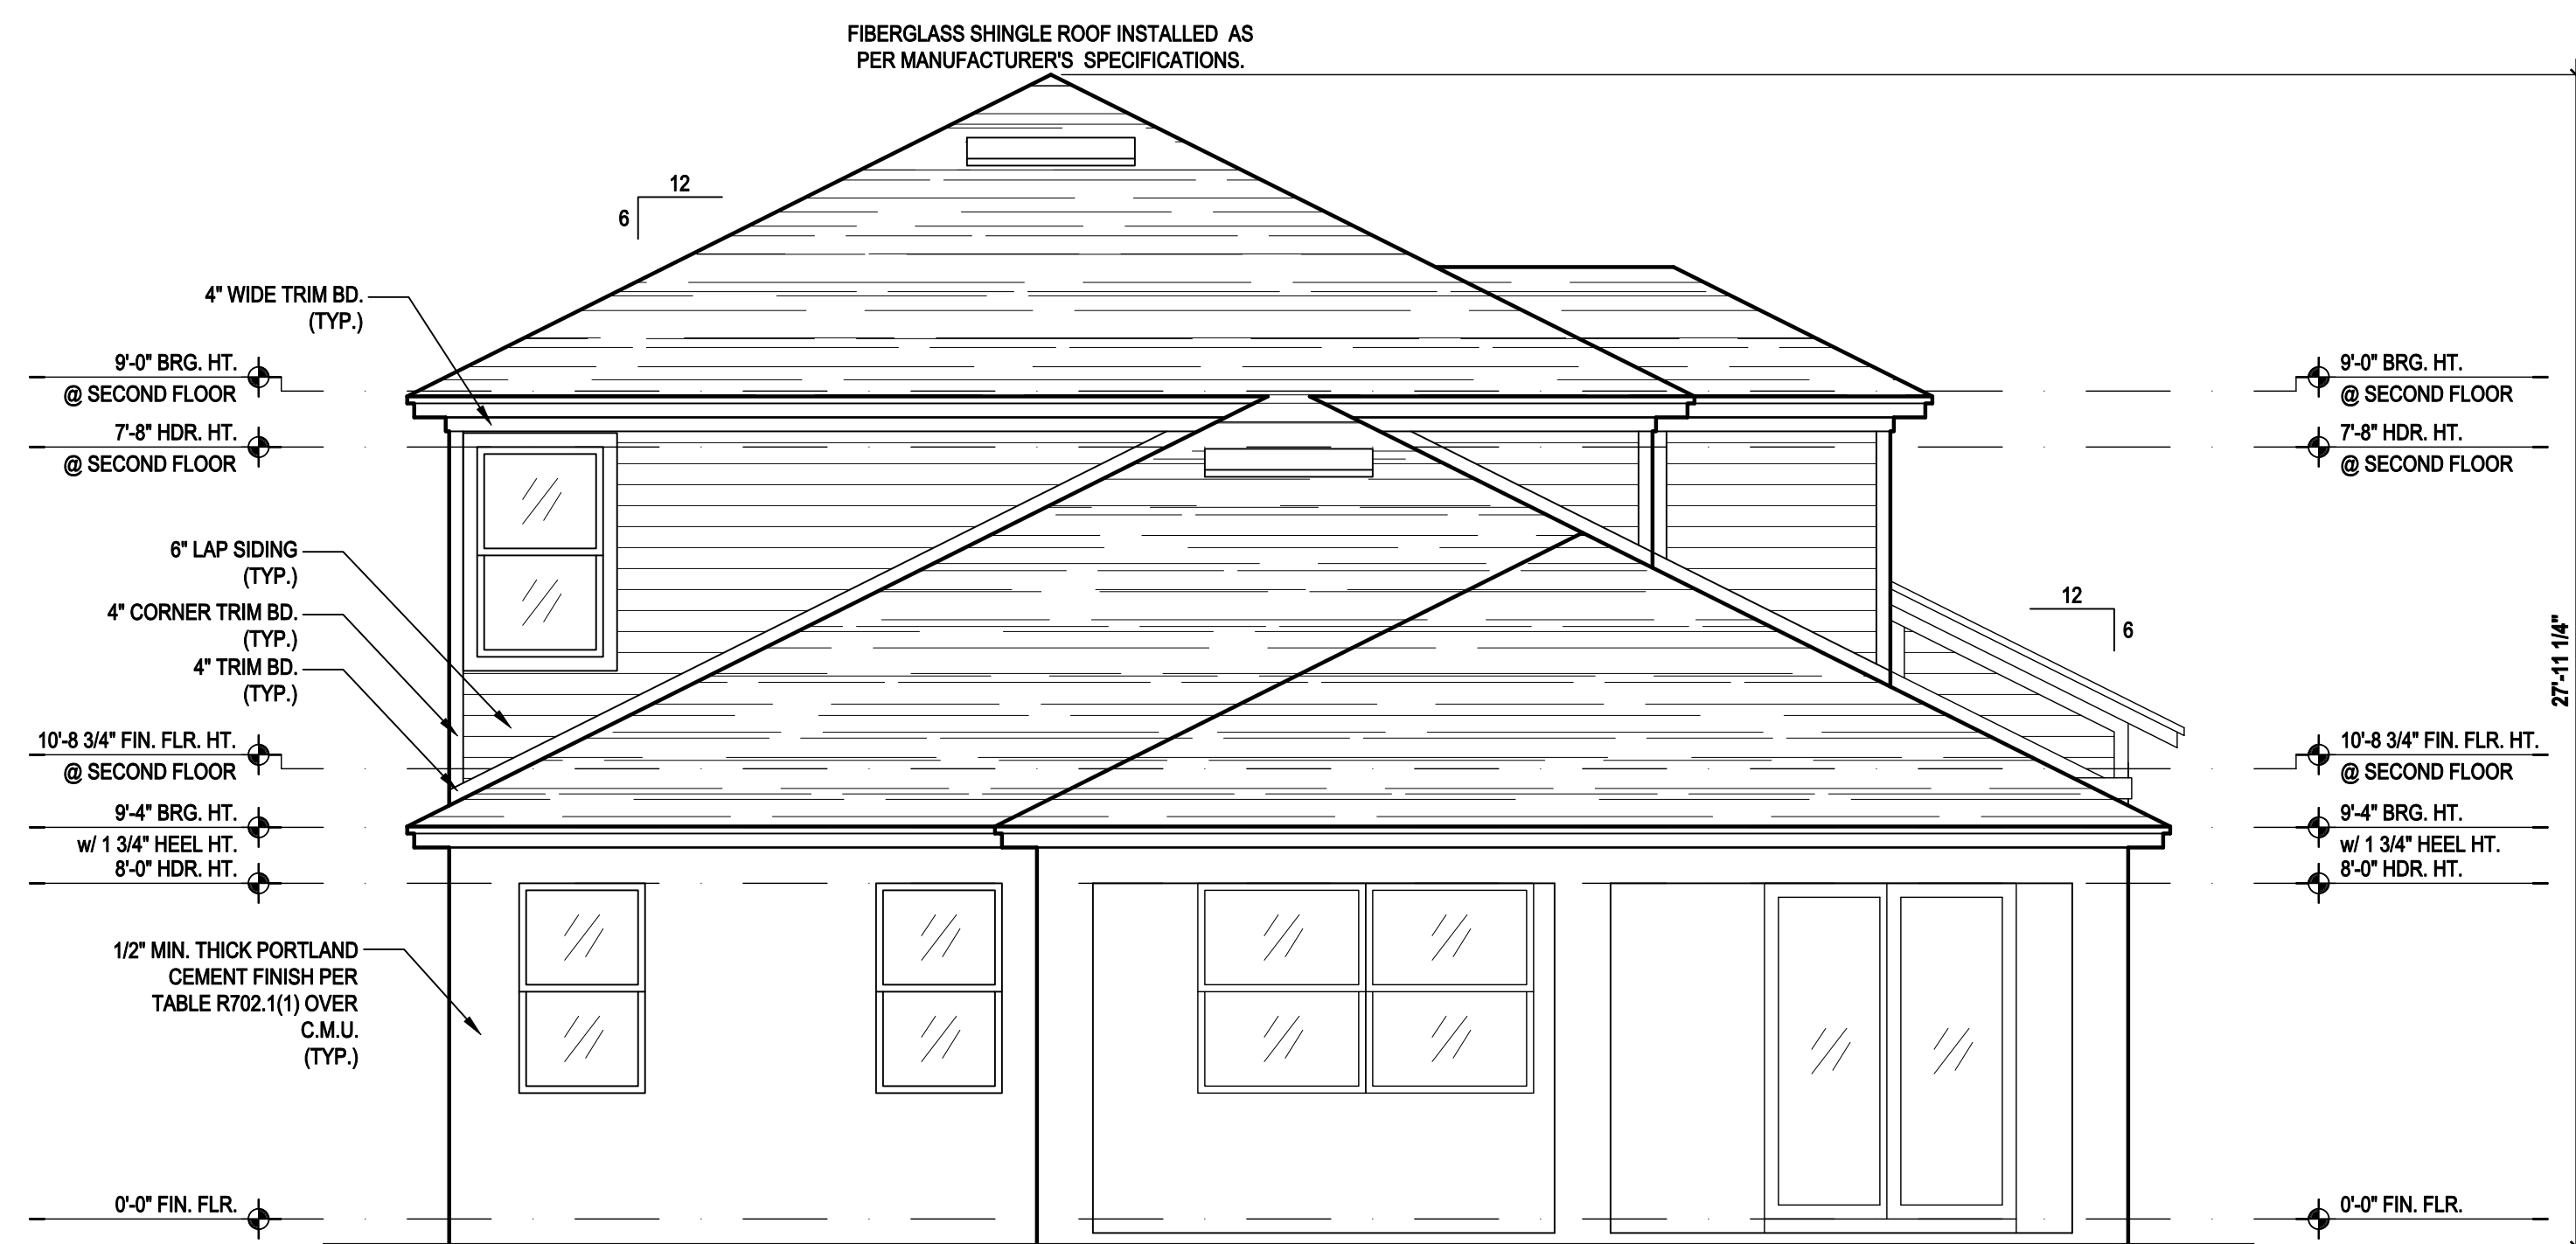 FIBERGLASS SHINGLE ROOF INSTALLED AS
PER MANUFACTURER'S SPECIFICATIONS.
12
6
4" WIDE TRIM BD.
(TYP.)
9'-0" BRG. HT.
@ SECOND FLOOR
7'-8" HDR. HT.
@ SECOND FLOOR
6" LAP SIDING
(TYP.)
4" CORNER TRIM BD.
(TYP.)
4" TRIM BD.
(TYP.)
10'-8 3/4" FIN. FLR. HT.
@ SECOND FLOOR
9'-4" BRG. HT.
w/ 1 3/4" HEEL HT.
8'-0" HDR. HT.
1/2" MIN. THICK PORTLAND
CEMENT FINISH PER
TABLE R702.1(1) OVER
C.M.U.
(TYP.)
0'-0" FIN. FLR.
9'-0" BRG. HT.
@ SECOND FLOOR
7'-8" HDR. HT.
@ SECOND FLOOR
12
6
27'-11 1/4"
10'-8 3/4" FIN. FLR. HT.
@ SECOND FLOOR
9'-4" BRG. HT.
w/ 1 3/4" HEEL HT.
8'-0" HDR. HT.
0'-0" FIN. FLR.